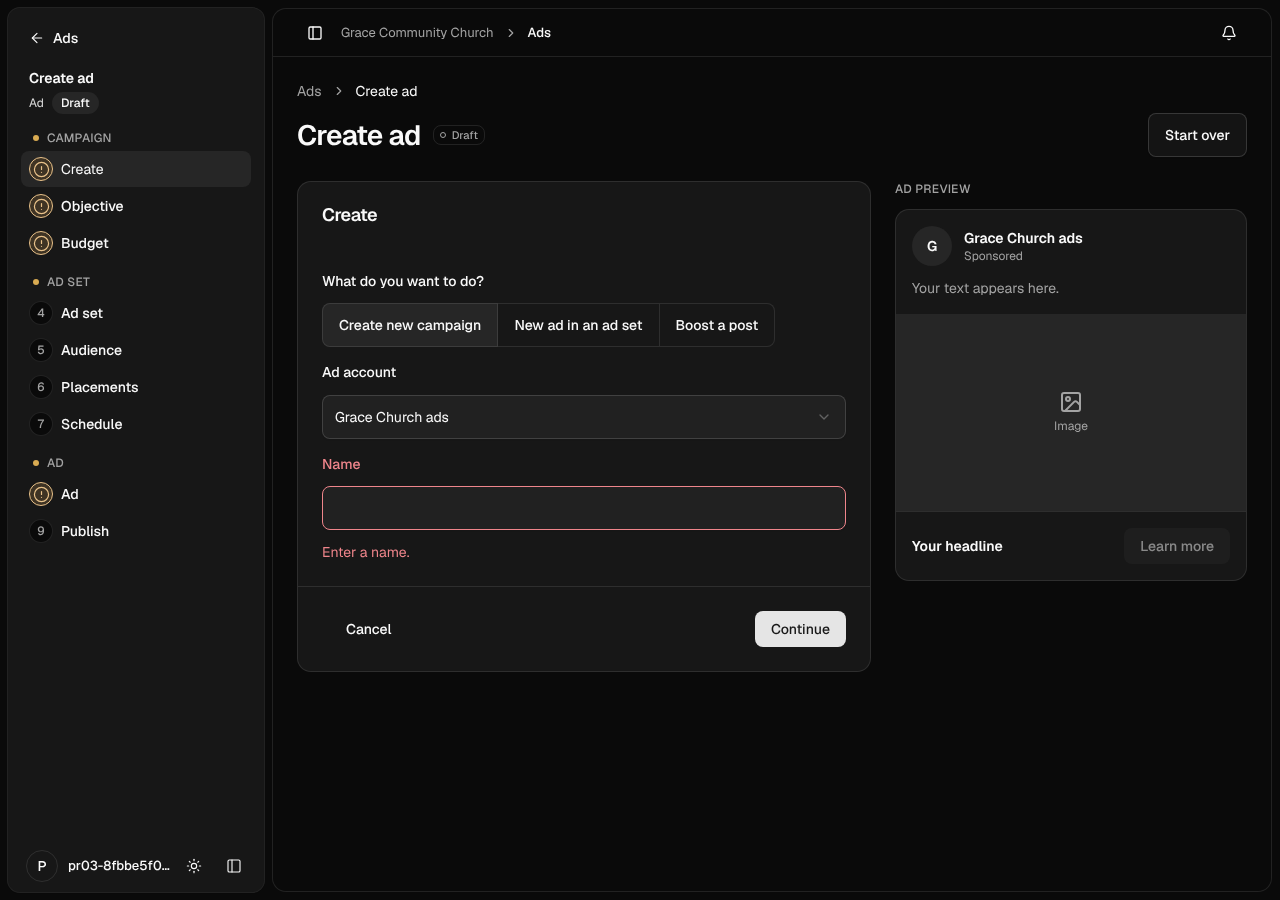 Ads
Create ad
Ad Draft
CAMPAIGN
Create
Objective
Budget
AD SET
4 Ad set
5 Audience
6 Placements
7 Schedule
AD
Ad
9 Publish
P pr03-8fbbe5f0...
Grace Community Church > Ads
Ads > Create ad
Create ad Draft
Start over
Create
What do you want to do?
Create new campaign New ad in an ad set Boost a post
Ad account
Grace Church ads
Name
Enter a name.
Cancel Continue
AD PREVIEW
G Grace Church ads
Sponsored
Your text appears here.
Image
Your headline Learn more